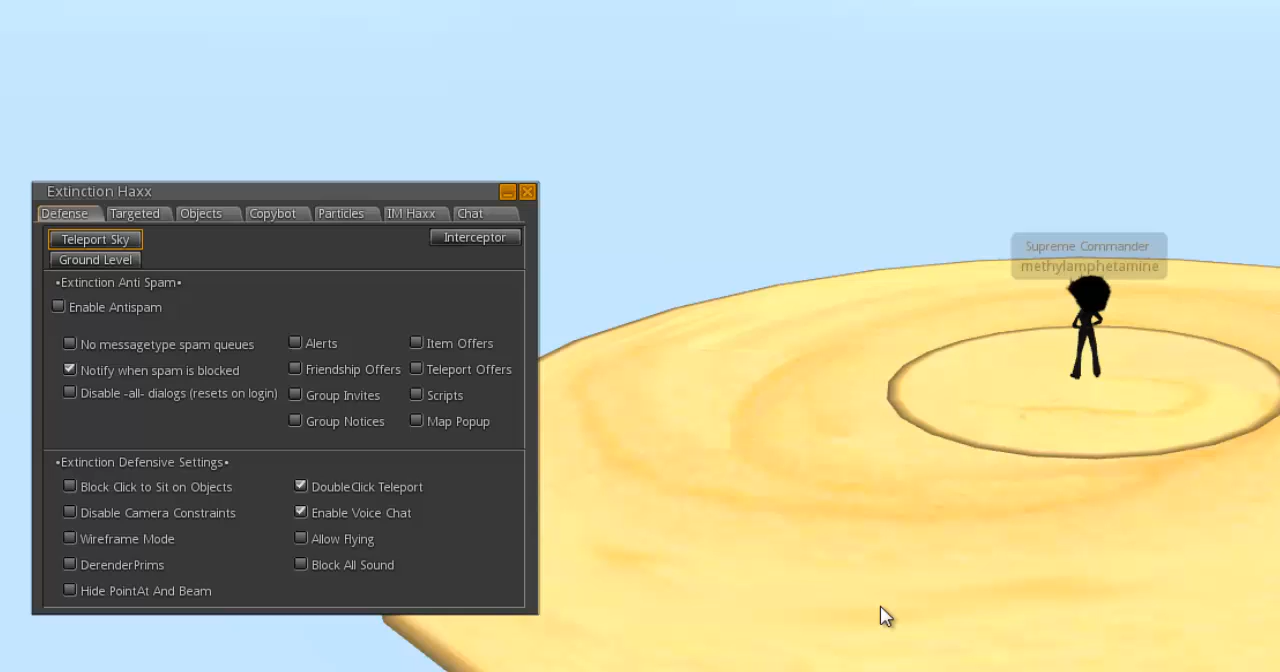 Extinction Haxx
Defense Targeted Objects Copybot Particles IM Haxx Chat
Teleport Sky Interceptor
Ground Level
•Extinction Anti Spam•
Enable Antispam
No messagetype spam queues Alerts Item Offers
Notify when spam is blocked Friendship Offers Teleport Offers
Disable -all- dialogs (resets on login) Group Invites Scripts
Group Notices Map Popup
•Extinction Defensive Settings•
Block Click to Sit on Objects DoubleClick Teleport
Disable Camera Constraints Enable Voice Chat
Wireframe Mode Allow Flying
DerenderPrims Block All Sound
Hide PointAt And Beam
Supreme Commander
methylamphetamine